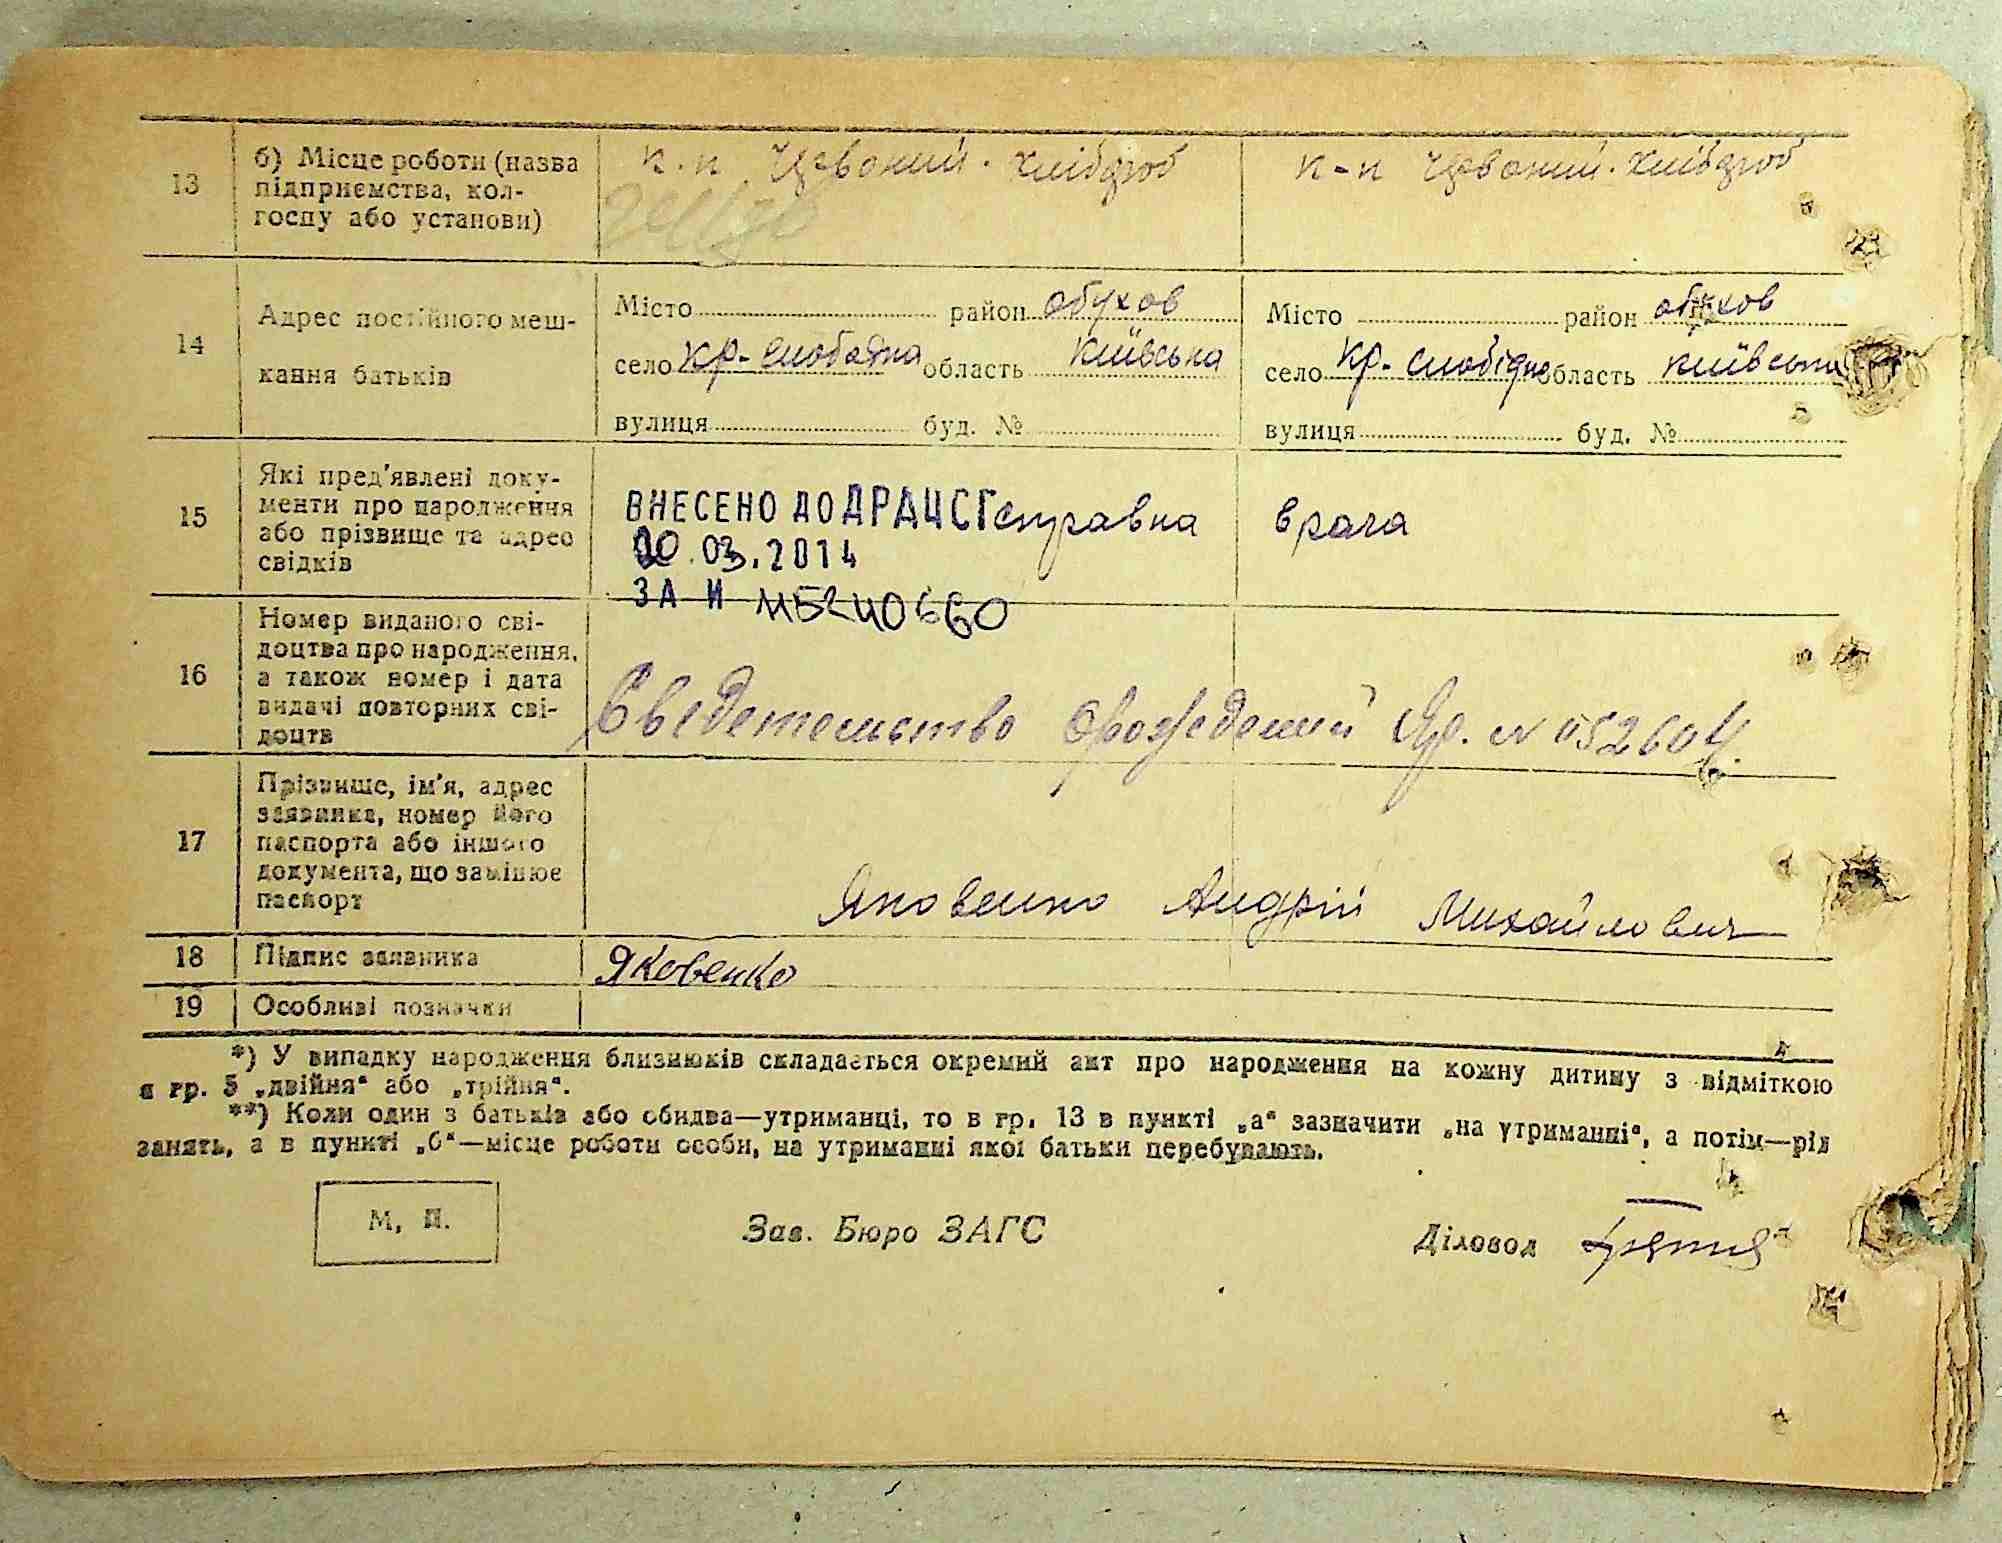 13
б) Місце роботи (назва
підприємства, кол-
госпу або установи)
к.п Червоний. хлібороб
к-п Червоний. хлібороб
14
Адрес постійного меш-
кання батьків
Місто район обухов
село Кр- слобідка область Київська
вулиця буд. №
Місто район обухов
село Кр- слобідка область Київська
вулиця буд. №
15
Які пред'явлені доку-
менти про народження
або прізвище та адрес
свідків
ВНЕСЕНО ДО ДРАЦСГ справка врача
20.03.2014
ЗА И 115240660
16
Номер виданого сві-
доцтва про народження,
а також номер і дата
видачі повторних сві-
доцтв
Сведетельство орождений
17
Прізвище, ім'я, адрес
заявника, номер його
паспорта або іншого
документа, що замінює
паспорт
Яковенко Андрій Михайлович
18
Підпис заявника
Яковенко
19
Особливі позначки
*) У випадку народження близнюків складається окремий акт про народження на кожну дитину з відміткою
в гр. 5 „двійня" або „трійня".
**) Коли один з батьків або обидва—утриманці, то в гр. 13 в пункті „а" зазначити „на утриманні", а потім—рід
занять, а в пункті „б"—місце роботи особи, на утриманні якої батьки перебувають.
М, П.
Зав. Бюро ЗАГС
Діловод